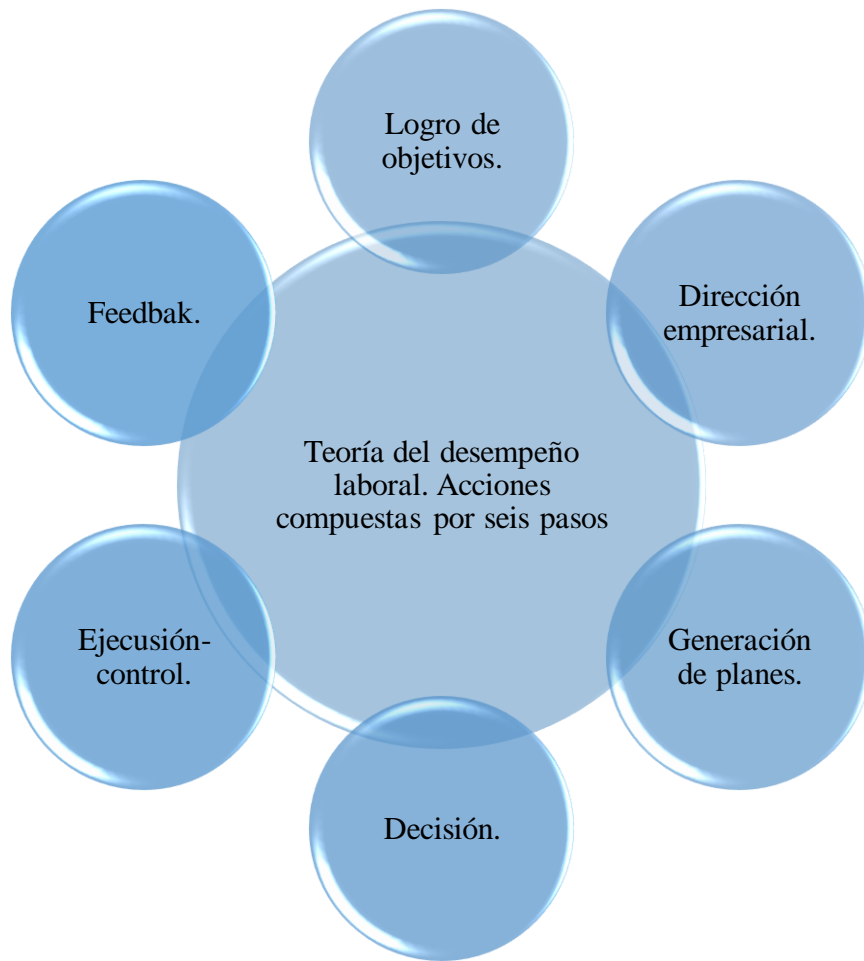 Logro de
objetivos.
Dirección
empresarial.
Generación
de planes.
Decisión.
Ejecusión-
control.
Feedbak.
Teoría del desempeño
laboral. Acciones
compuestas por seis pasos